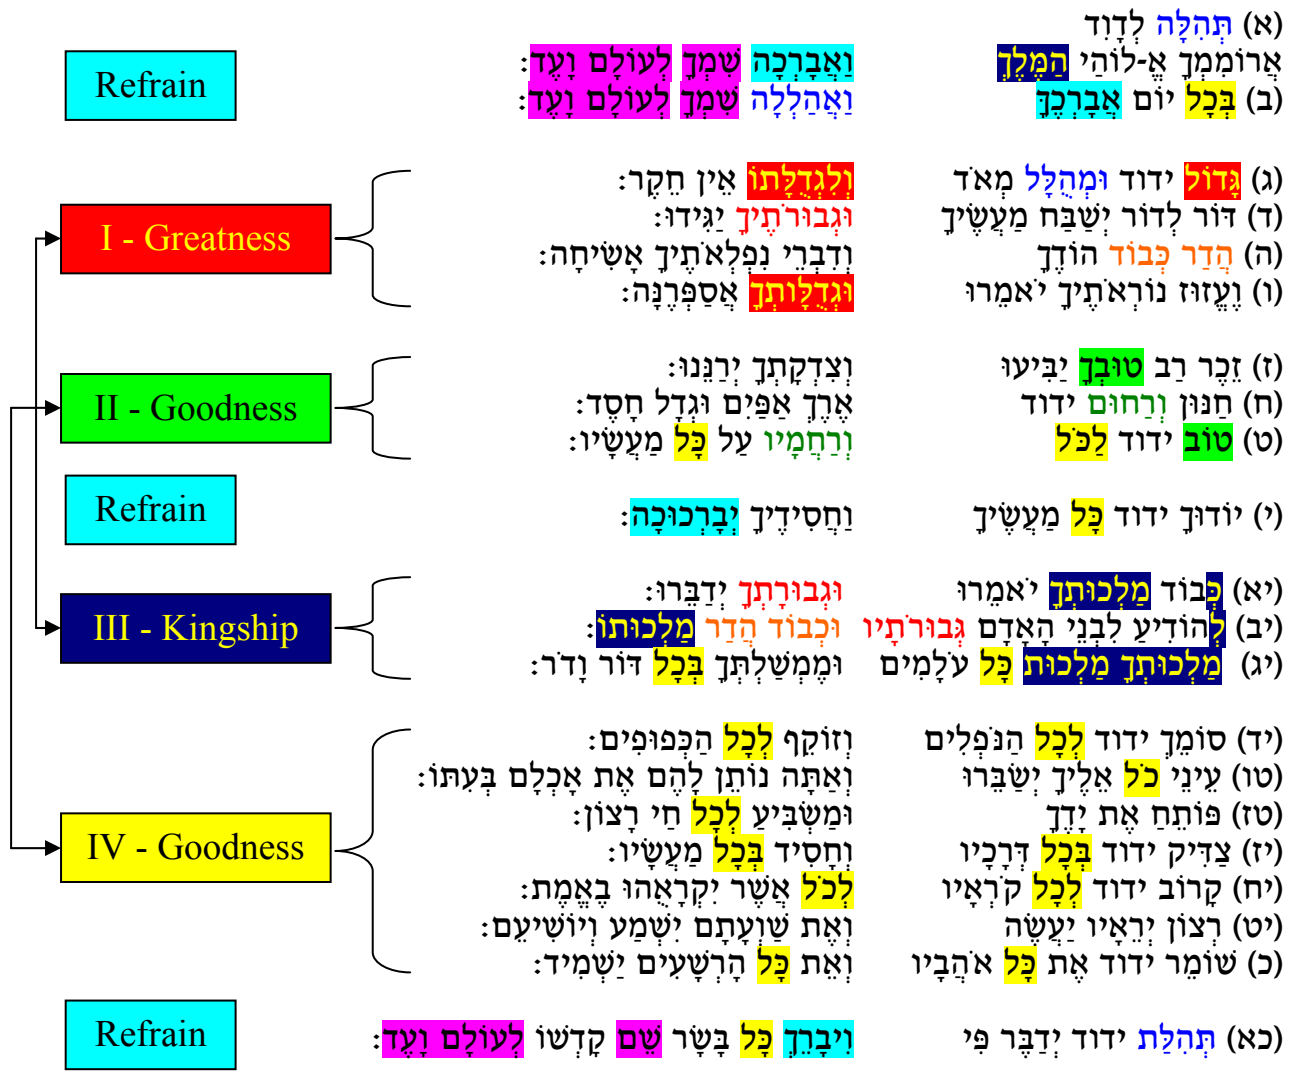 (א) תְּהִלָּה לְדָוִד
אֲרוֹמִמְךָ אֱ-לוֹהַי הַמֶּלֶךְ וַאֲבָרְכָה שִׁמְךָ לְעוֹלָם וָעֶד:
Refrain
(ב) בְּכָל יוֹם אֲבָרְכֶךָּ וַאֲהַלְלָה שִׁמְךָ לְעוֹלָם וָעֶד:
(ג) גָּדוֹל ידוד וּמְהֻלָּל מְאֹד וְלִגְדֻלָּתוֹ אֵין חֵקֶר:
(ד) דּוֹר לְדוֹר יְשַׁבַּח מַעֲשֶׂיךָ וּגְבוּרֹתֶיךָ יַגִּידוּ:
I - Greatness
(ה) הֲדַר כְּבוֹד הוֹדֶךָ וְדִבְרֵי נִפְלְאֹתֶיךָ אָשִׂיחָה:
(ו) וֶעֱזוּז נוֹרְאֹתֶיךָ יֹאמֵרוּ וּגְדֻלָּותְךָ אֲסַפְּרֶנָּה:
(ז) זֵכֶר רַב טוּבְךָ יַבִּיעוּ וְצִדְקָתְךָ יְרַנֵּנוּ:
(ח) חַנּוּן וְרַחוּם ידוד אֶרֶךְ אַפַּיִם וּגְדָל חָסֶד:
II - Goodness
(ט) טוֹב ידוד לַכֹּל וְרַחֲמָיו עַל כָּל מַעֲשָׂיו:
Refrain
(י) יוֹדוּךָ ידוד כָּל מַעֲשֶׂיךָ וַחֲסִידֶיךָ יְבָרְכוּכָה:
(יא) כְּבוֹד מַלְכוּתְךָ יֹאמֵרוּ וּגְבוּרָתְךָ יְדַבֵּרוּ:
(יב) לְהוֹדִיעַ לִבְנֵי הָאָדָם גְּבוּרֹתָיו וּכְבוֹד הֲדַר מַלְכוּתוֹ:
III - Kingship
(יג) מַלְכוּתְךָ מַלְכוּת כָּל עֹלָמִים וּמֶמְשַׁלְתְּךָ בְּכָל דּוֹר וָדֹר:
(יד) סוֹמֵךְ ידוד לְכָל הַנֹּפְלִים וְזוֹקֵף לְכָל הַכְּפוּפִים:
(טו) עֵינֵי כֹל אֵלֶיךָ יְשַׂבֵּרוּ וְאַתָּה נוֹתֵן לָהֶם אֶת אָכְלָם בְּעִתּוֹ:
(טז) פּוֹתֵחַ אֶת יָדֶךָ וּמַשְׂבִּיעַ לְכָל חַי רָצוֹן:
(יז) צַדִּיק ידוד בְּכָל דְּרָכָיו וְחָסִיד בְּכָל מַעֲשָׂיו:
IV - Goodness
(יח) קָרוֹב ידוד לְכָל קֹרְאָיו לְכֹל אֲשֶׁר יִקְרָאֻהוּ בֶאֱמֶת:
(יט) רְצוֹן יְרֵאָיו יַעֲשֶׂה וְאֶת שַׁוְעָתָם יִשְׁמַע וְיוֹשִׁיעֵם:
(כ) שׁוֹמֵר ידוד אֶת כָּל אֹהֲבָיו וְאֵת כָּל הָרְשָׁעִים יַשְׁמִיד:
Refrain
(כא) תְּהִלַּת ידוד יְדַבֶּר פִּי וִיבָרֵךְ כָּל בָּשָׂר שֵׁם קָדְשׁוֹ לְעוֹלָם וָעֶד: